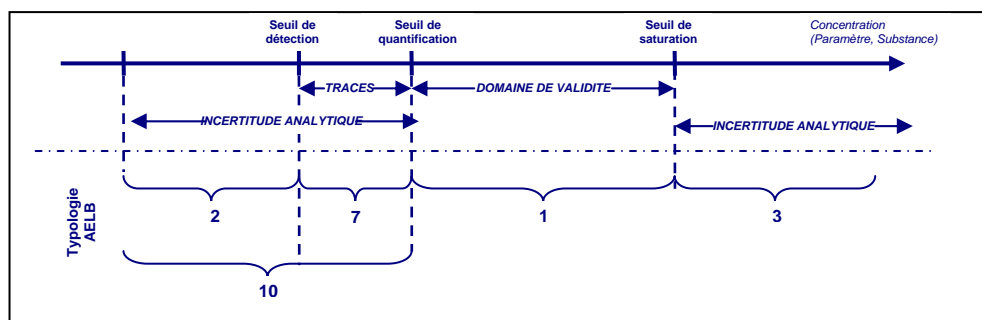 Seuil de
détection
Seuil de
quantification
Seuil de
saturation
Concentration
(Paramètre, Substance)
TRACES
DOMAINE DE VALIDITE
INCERTITUDE ANALYTIQUE
INCERTITUDE ANALYTIQUE
Typologie
AELB
2
7
1
3
10